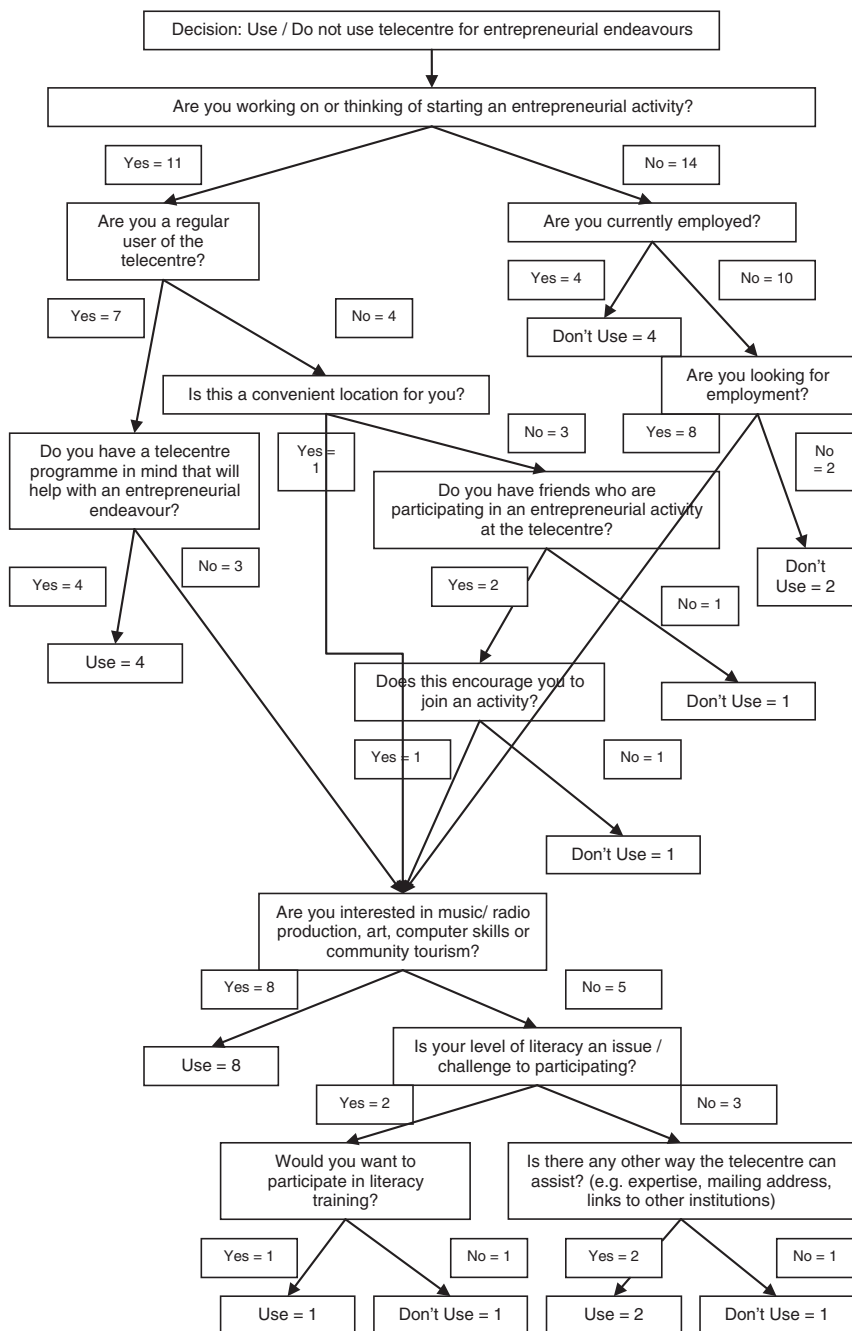 Decision: Use / Do not use telecentre for entrepreneurial endeavours
Are you working on or thinking of starting an entrepreneurial activity?
Yes = 11
No = 14
Are you a regular
user of the
telecentre?
Are you currently employed?
Yes = 7
No = 4
Yes = 4
No = 10
Don't Use = 4
Is this a convenient location for you?
Are you looking for
employment?
Yes = 8
No
= 2
Do you have a telecentre
programme in mind that will
help with an entrepreneurial
endeavour?
Yes =
1
No = 3
Do you have friends who are
participating in an entrepreneurial activity
at the telecentre?
Don't
Use = 2
Yes = 4
No = 3
Yes = 2
No = 1
Use = 4
Does this encourage you to
join an activity?
Don't Use = 1
Yes = 1
No = 1
Don't Use = 1
Are you interested in music/ radio
production, art, computer skills or
community tourism?
Yes = 8
No = 5
Use = 8
Is your level of literacy an issue /
challenge to participating?
Yes = 2
No = 3
Would you want to
participate in literacy
training?
Is there any other way the telecentre can
assist? (e.g. expertise, mailing address,
links to other institutions)
Yes = 1
No = 1
Yes = 2
No = 1
Use = 1
Don't Use = 1
Use = 2
Don't Use = 1